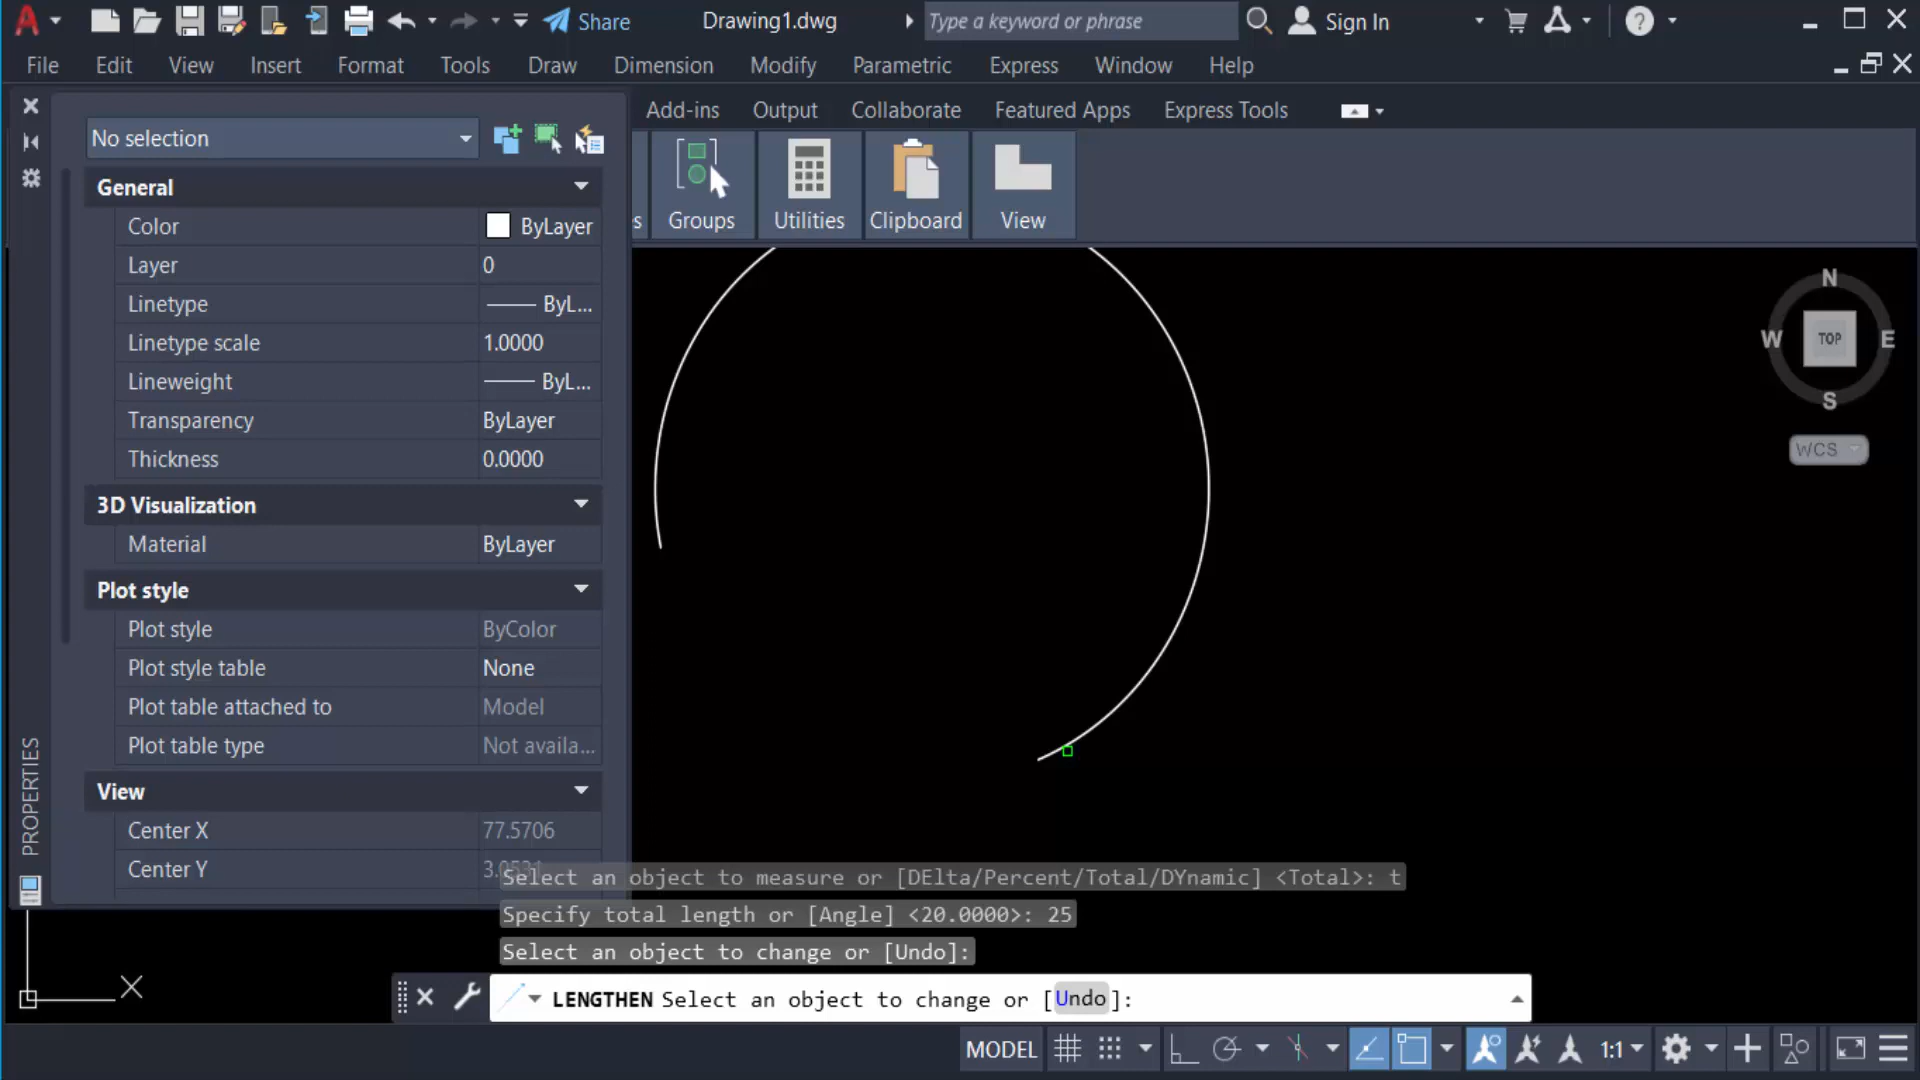 Share
Drawing1.dwg
Type a keyword or phrase
Sign In
File Edit View Insert Format Tools Draw Dimension Modify Parametric Express Window Help
Add-ins Output Collaborate Featured Apps Express Tools
No selection
s Groups Utilities Clipboard View
General
Color ByLayer
Layer 0
Linetype ByL...
Linetype scale 1.0000
Lineweight ByL...
Transparency ByLayer
Thickness 0.0000
3D Visualization
Material ByLayer
Plot style
Plot style ByColor
Plot style table None
Plot table attached to Model
Plot table type Not availa...
View
Center X 77.5706
Center Y 3.0531
PROPERTIES
N
W TOP E
S
WCS
Select an object to measure or [DElta/Percent/Total/DYnamic] <Total>: t
Specify total length or [Angle] <20.0000>: 25
Select an object to change or [Undo]:
X
LENGTHEN Select an object to change or [Undo]:
MODEL 1:1